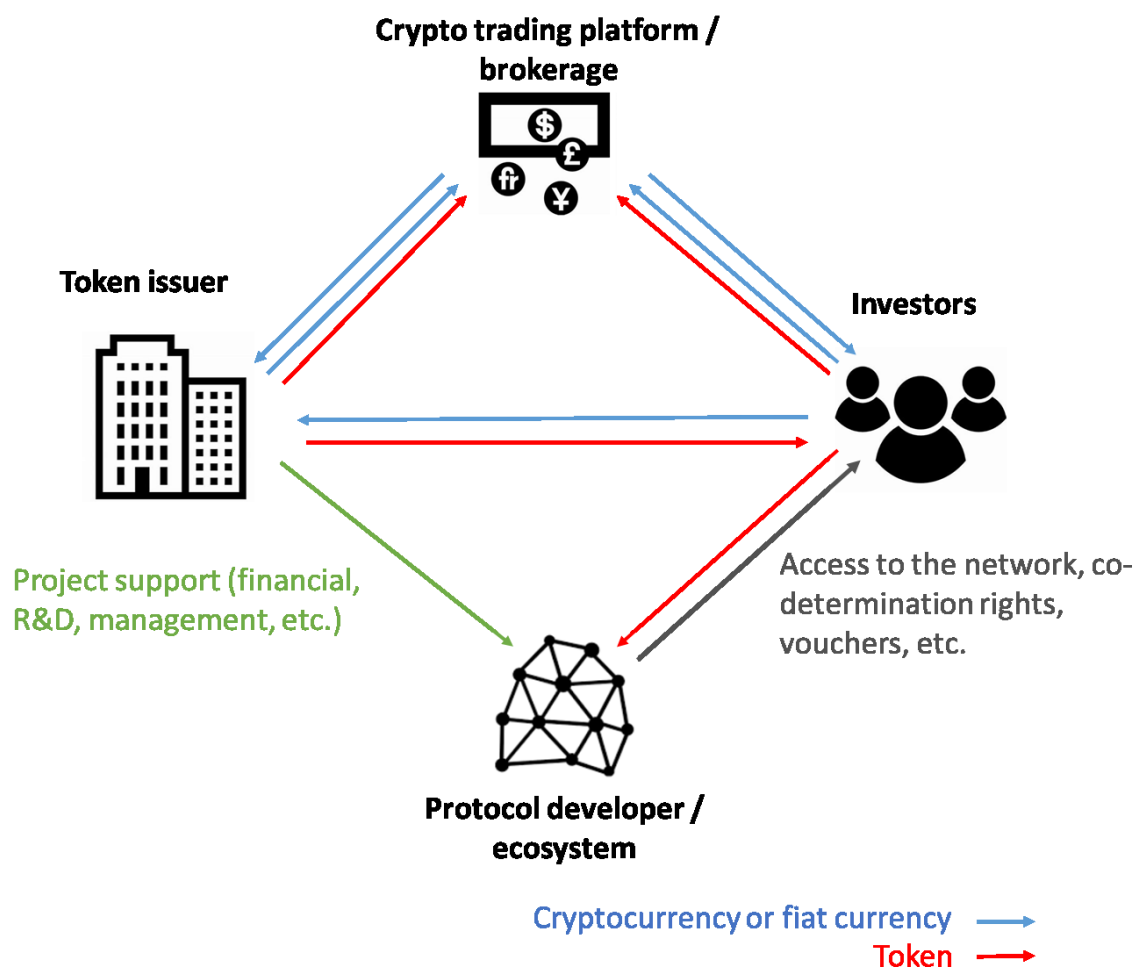 Crypto trading platform /
brokerage
$
£
fr
¥
Token issuer
Investors
Project support (financial,
R&D, management, etc.)
Access to the network, co-
determination rights,
vouchers, etc.
Protocol developer /
ecosystem
Cryptocurrency or fiat currency
Token